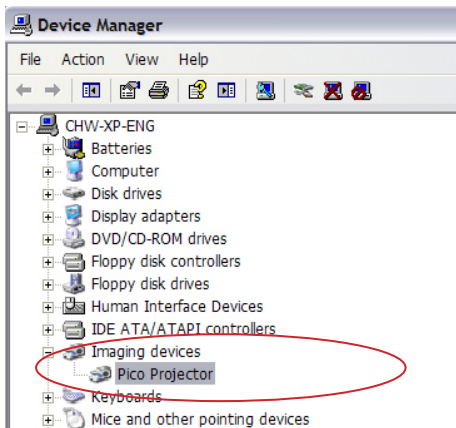 Device Manager
File Action View Help
CHW-XP-ENG
Batteries
Computer
Disk drives
Display adapters
DVD/CD-ROM drives
Floppy disk controllers
Floppy disk drives
Human Interface Devices
IDE ATA/ATAPI controllers
Imaging devices
Pico Projector
Keyboards
Mice and other pointing devices